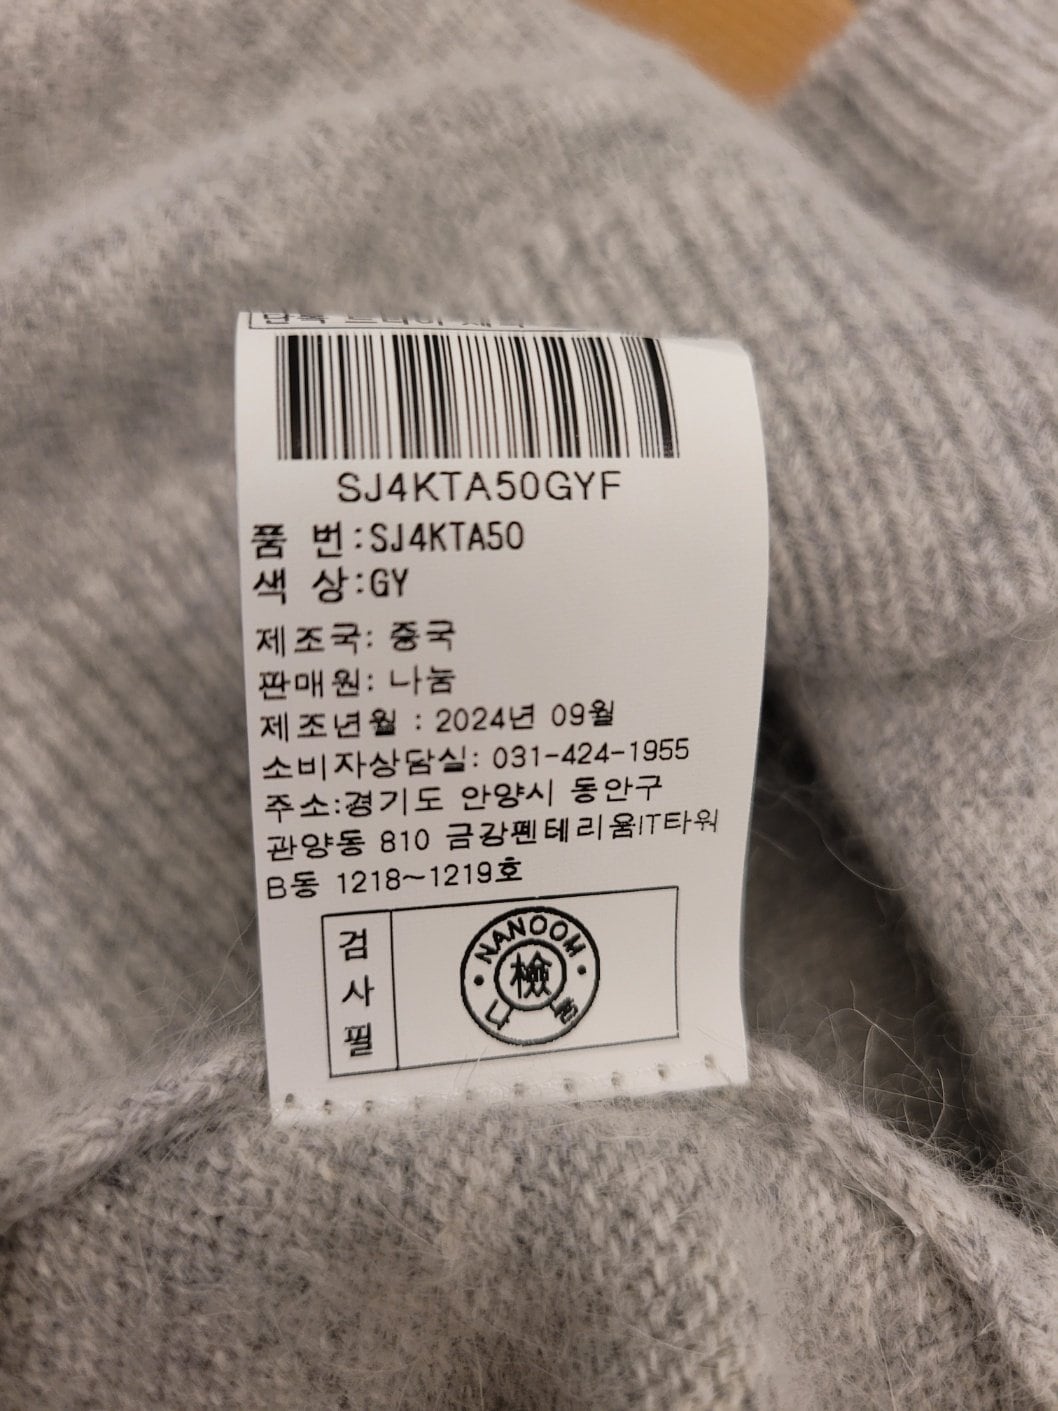 SJ4KTA50GYF
품 번:SJ4KTA50
색 상:GY
제조국: 중국
판매원: 나눔
제조년월 : 2024년 09월
소비자상담실: 031-424-1955
주소:경기도 안양시 동안구
관양동 810 금강펜테리움IT타워
B동 1218~1219호
검사필
NANOOM
檢
나눔